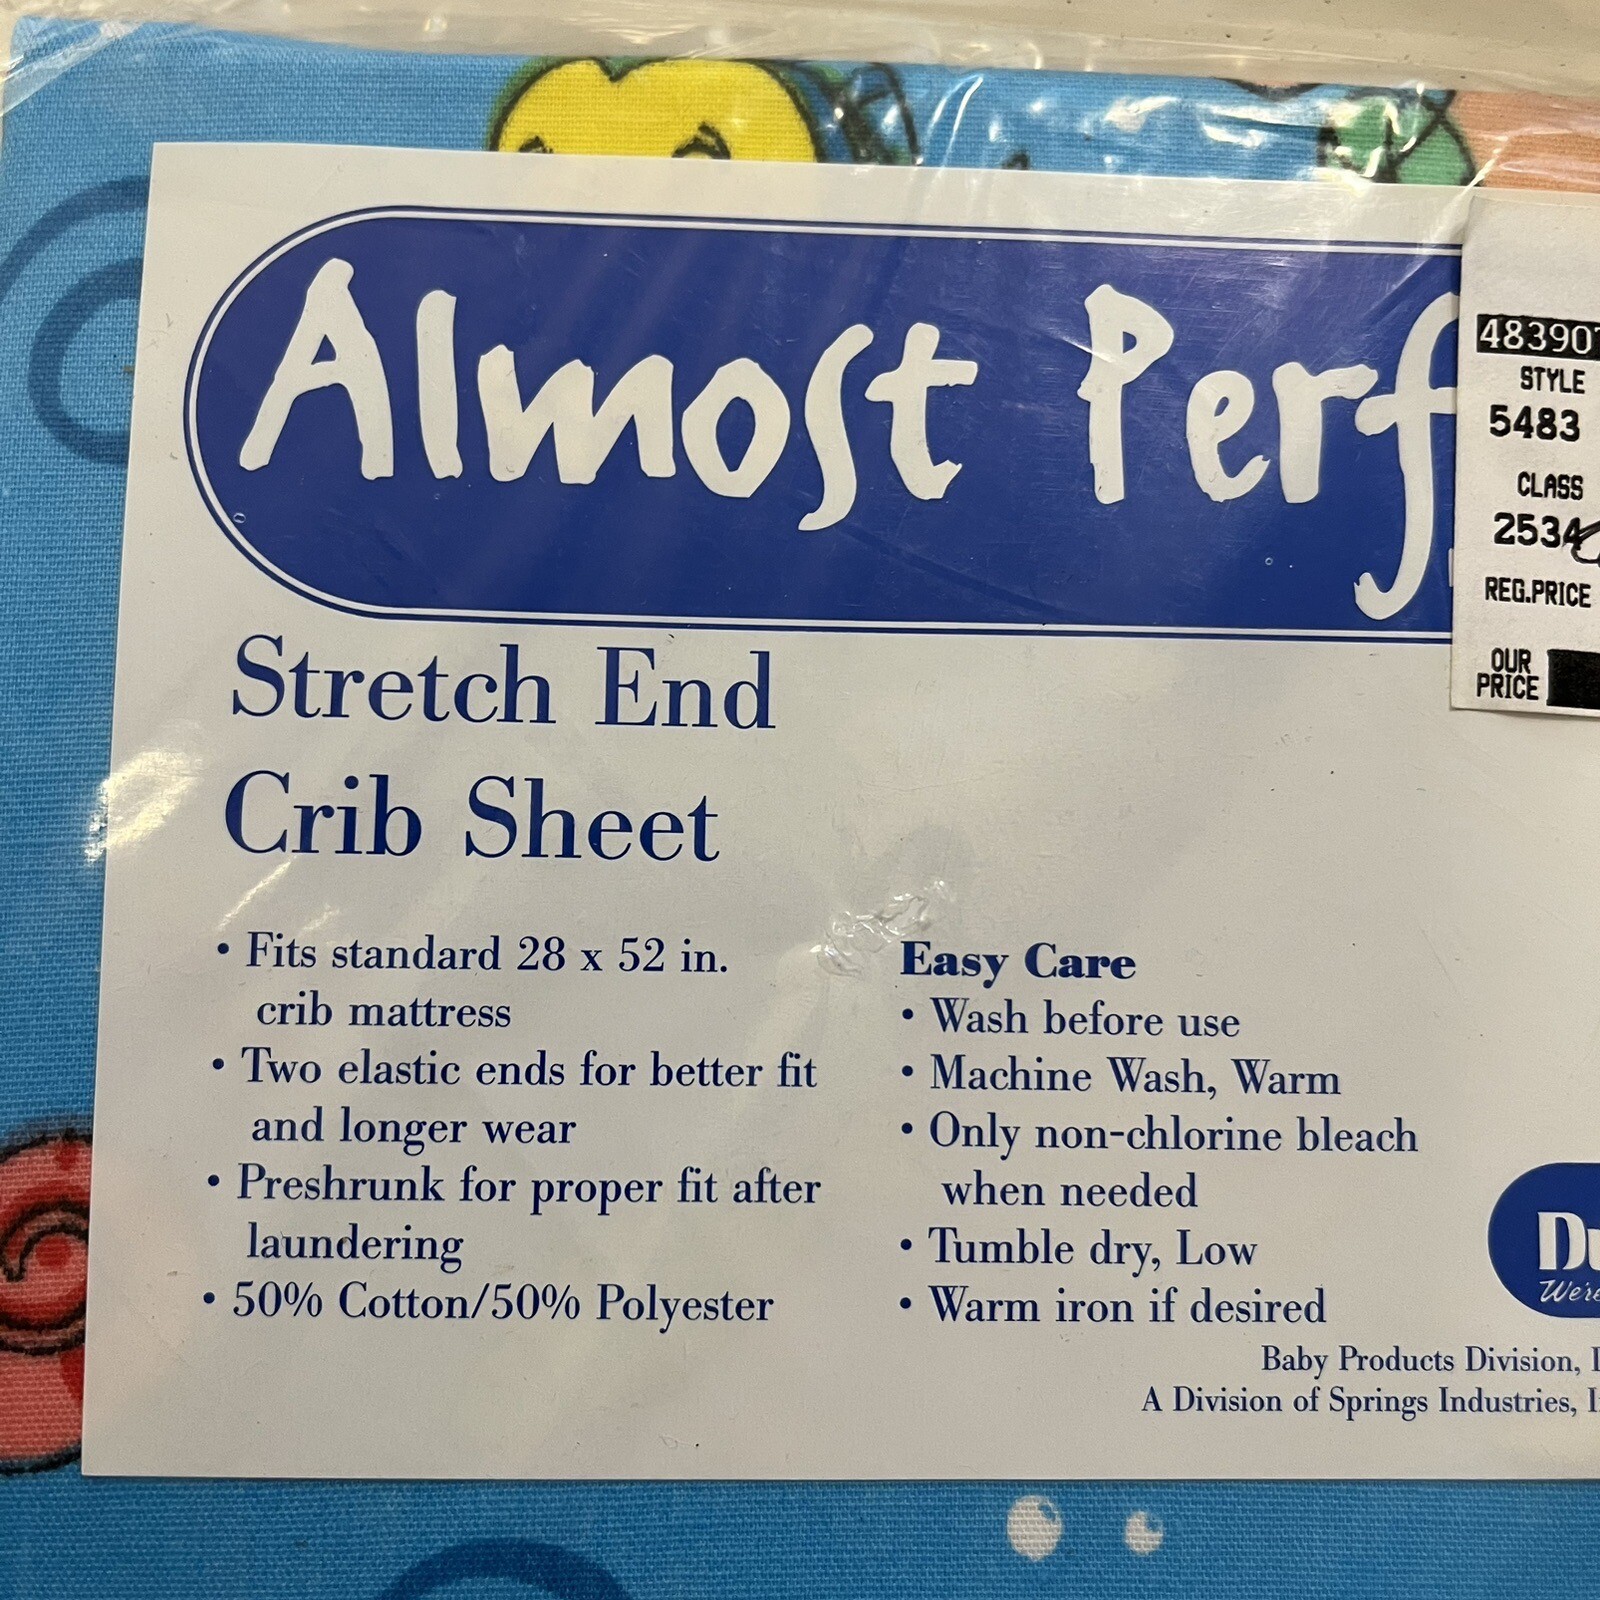 Almost Perf
483907
STYLE
5483
CLASS
2534
REG.PRICE
OUR
PRICE
Stretch End
Crib Sheet
• Fits standard 28 x 52 in.
crib mattress
• Two elastic ends for better fit
and longer wear
• Preshrunk for proper fit after
laundering
• 50% Cotton/50% Polyester
Easy Care
• Wash before use
• Machine Wash, Warm
• Only non-chlorine bleach
when needed
• Tumble dry, Low
• Warm iron if desired
Du
We're
Baby Products Division,
A Division of Springs Industries,